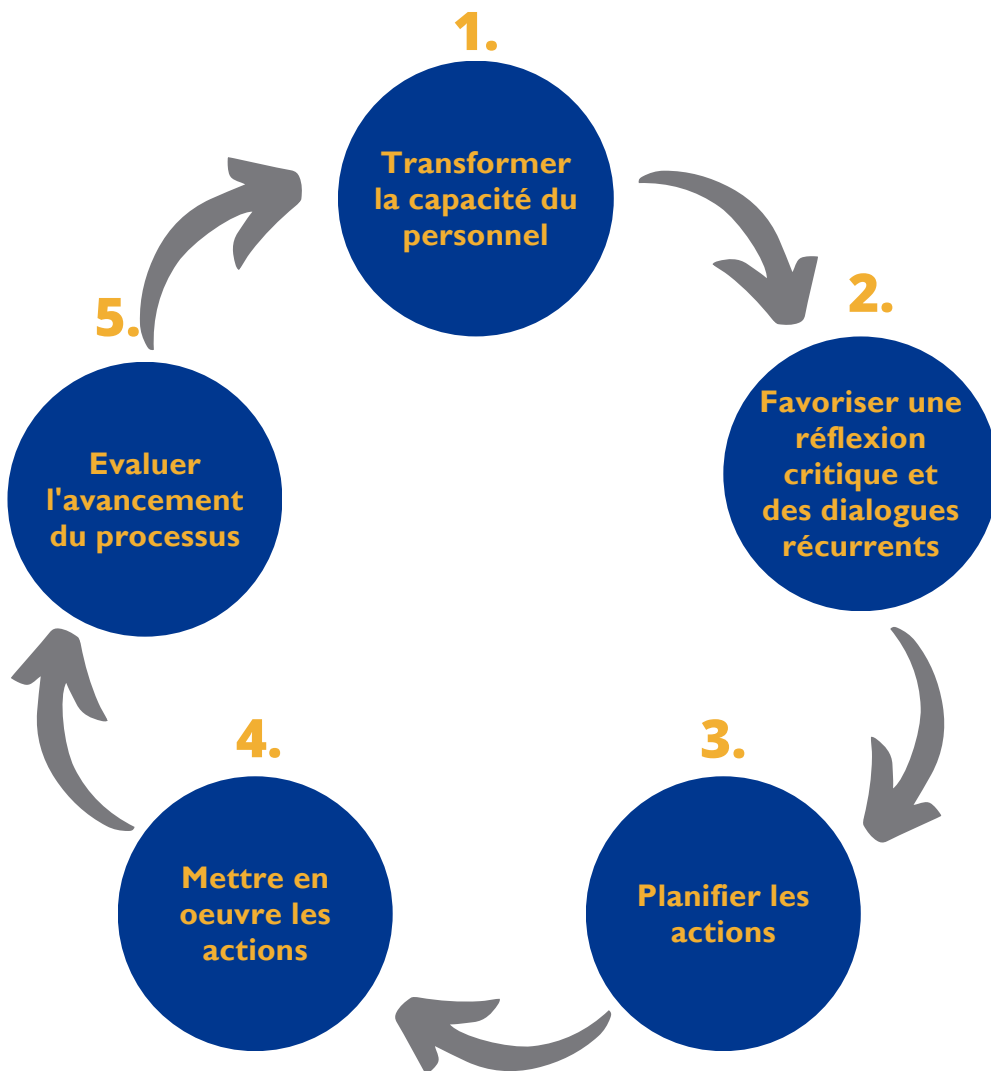 1.
Transformer
la capacité du
personnel
2.
Favoriser une
réflexion
critique et
des dialogues
récurrents
3.
Planifier les
actions
4.
Mettre en
oeuvre les
actions
5.
Evaluer
l'avancement
du processus